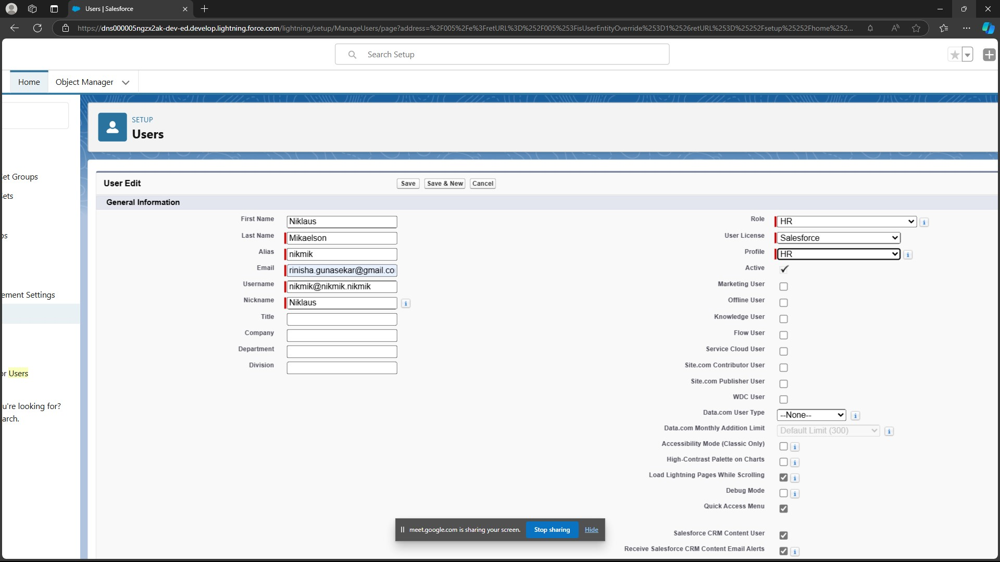 Users | Salesforce
https://dns000005ngzx2ak-dev-ed.develop.lightning.force.com/lightning/setup/ManageUsers/page?address=%2F005%2Fe%3FretURL%3D%252F005%253FisUserEntityOverride%253D1%2526retURL%253D%25252Fsetup%25252Fhome%252...
Search Setup
Home
Object Manager
SETUP
Users
et Groups
ets
ement Settings
or Users
u're looking for?
arch.
User Edit
Save
Save & New
Cancel
General Information
First Name
Niklaus
Last Name
Mikaelson
Alias
nikmik
Email
rinisha.gunasekar@gmail.co
Username
nikmik@nikmik.nikmik
Nickname
Niklaus
Title
Company
Department
Division
Role
HR
User License
Salesforce
Profile
HR
Active
Marketing User
Offline User
Knowledge User
Flow User
Service Cloud User
Site.com Contributor User
Site.com Publisher User
WDC User
Data.com User Type
--None--
Data.com Monthly Addition Limit
Default Limit (300)
Accessibility Mode (Classic Only)
High-Contrast Palette on Charts
Load Lightning Pages While Scrolling
Debug Mode
Quick Access Menu
Salesforce CRM Content User
Receive Salesforce CRM Content Email Alerts
meet.google.com is sharing your screen.
Stop sharing
Hide